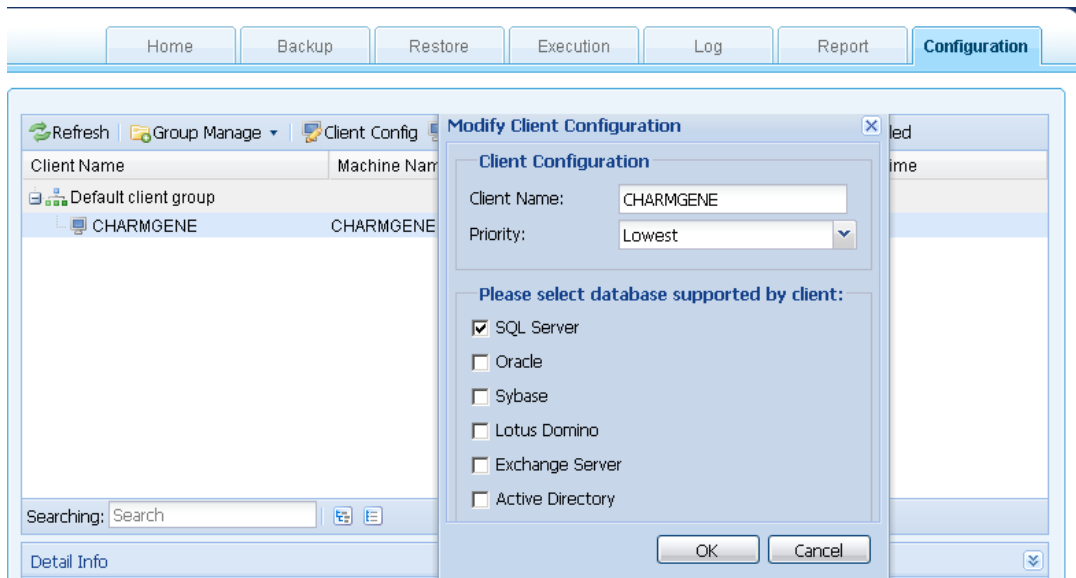 Home Backup Restore Execution Log Report Configuration
Refresh Group Manage Client Config
Client Name Machine Nam
Default client group
CHARMGENE CHARMGENE
Searching: Search
Detail Info
Modify Client Configuration
Client Configuration
Client Name: CHARMGENE
Priority: Lowest
Please select database supported by client:
SQL Server
Oracle
Sybase
Lotus Domino
Exchange Server
Active Directory
OK Cancel
led
ime